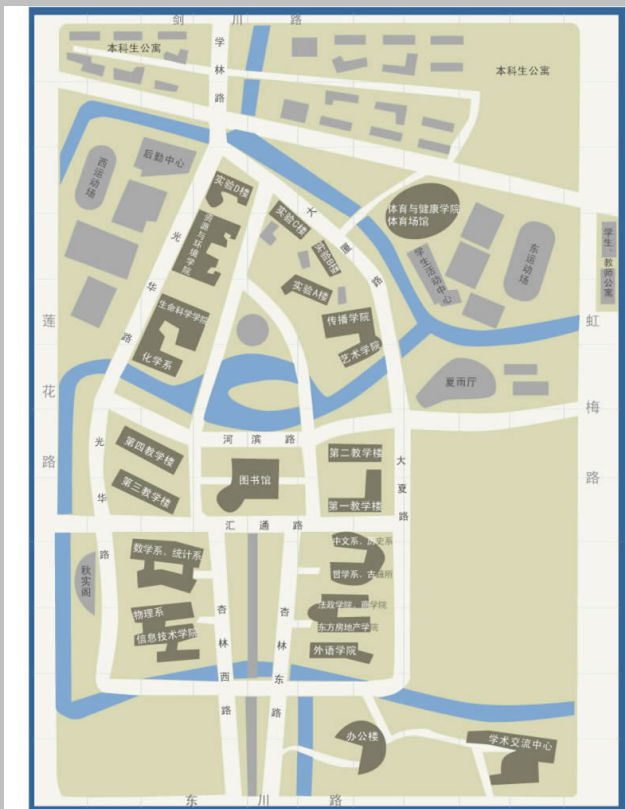 剑川路
本科生公寓
学林路
本科生公寓
后勤中心
西运动场
实验D楼
资源与环境学院
光华路
实验C楼
大夏路
实验B楼
实验A楼
体育与健康学院
体育场馆
学生活动中心
东运动场
学生、教师公寓
生命科学学院
化学系
传播学院
艺术学院
莲花路
虹梅路
夏雨厅
河滨路
光华路
第四教学楼
第三教学楼
图书馆
第二教学楼
第一教学楼
大夏路
汇通路
秋实阁
数学系、统计系
物理系
信息技术学院
杏林西路
杏林东路
中文系、历史系
哲学系、古籍所
法政学院、商学院
东方房地产学院
外语学院
办公楼
学术交流中心
东川路